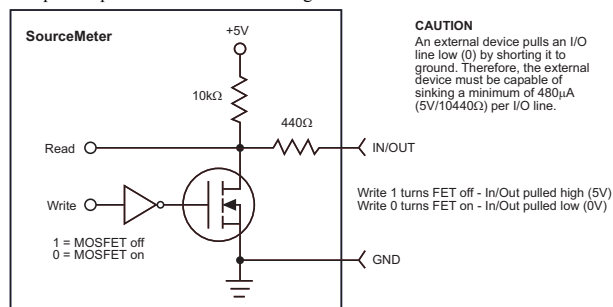 SourceMeter
+5V
10kΩ
440Ω
Read
IN/OUT
Write
1 = MOSFET off
0 = MOSFET on
GND
CAUTION
An external device pulls an I/O
line low (0) by shorting it to
ground. Therefore, the external
device must be capable of
sinking a minimum of 480µA
(5V/10440Ω) per I/O line.
Write 1 turns FET off - In/Out pulled high (5V)
Write 0 turns FET on - In/Out pulled low (0V)